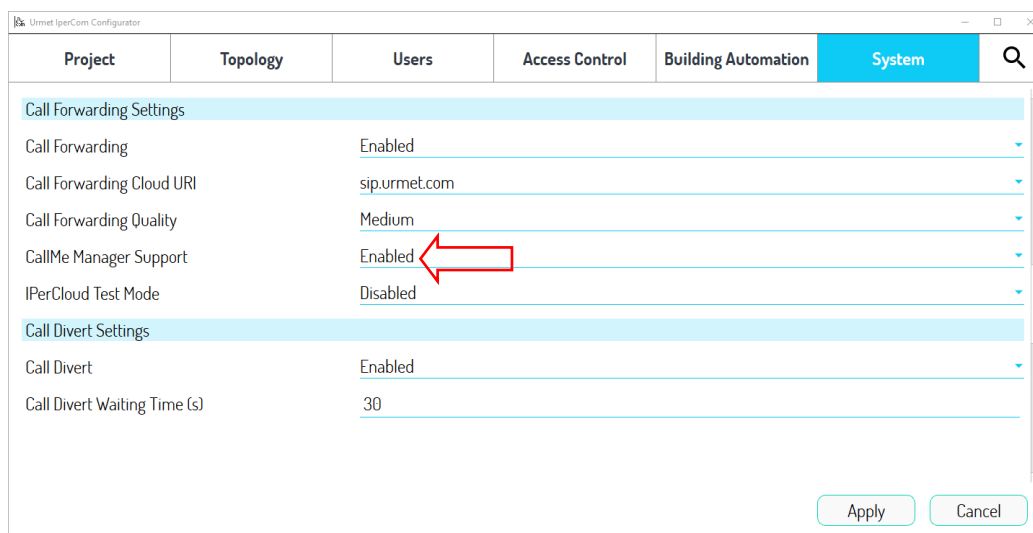 Urmet IperCom Configurator
Project Topology Users Access Control Building Automation System
Call Forwarding Settings
Call Forwarding Enabled
Call Forwarding Cloud URI sip.urmet.com
Call Forwarding Quality Medium
CallMe Manager Support Enabled
IPerCloud Test Mode Disabled
Call Divert Settings
Call Divert Enabled
Call Divert Waiting Time (s) 30
Apply Cancel